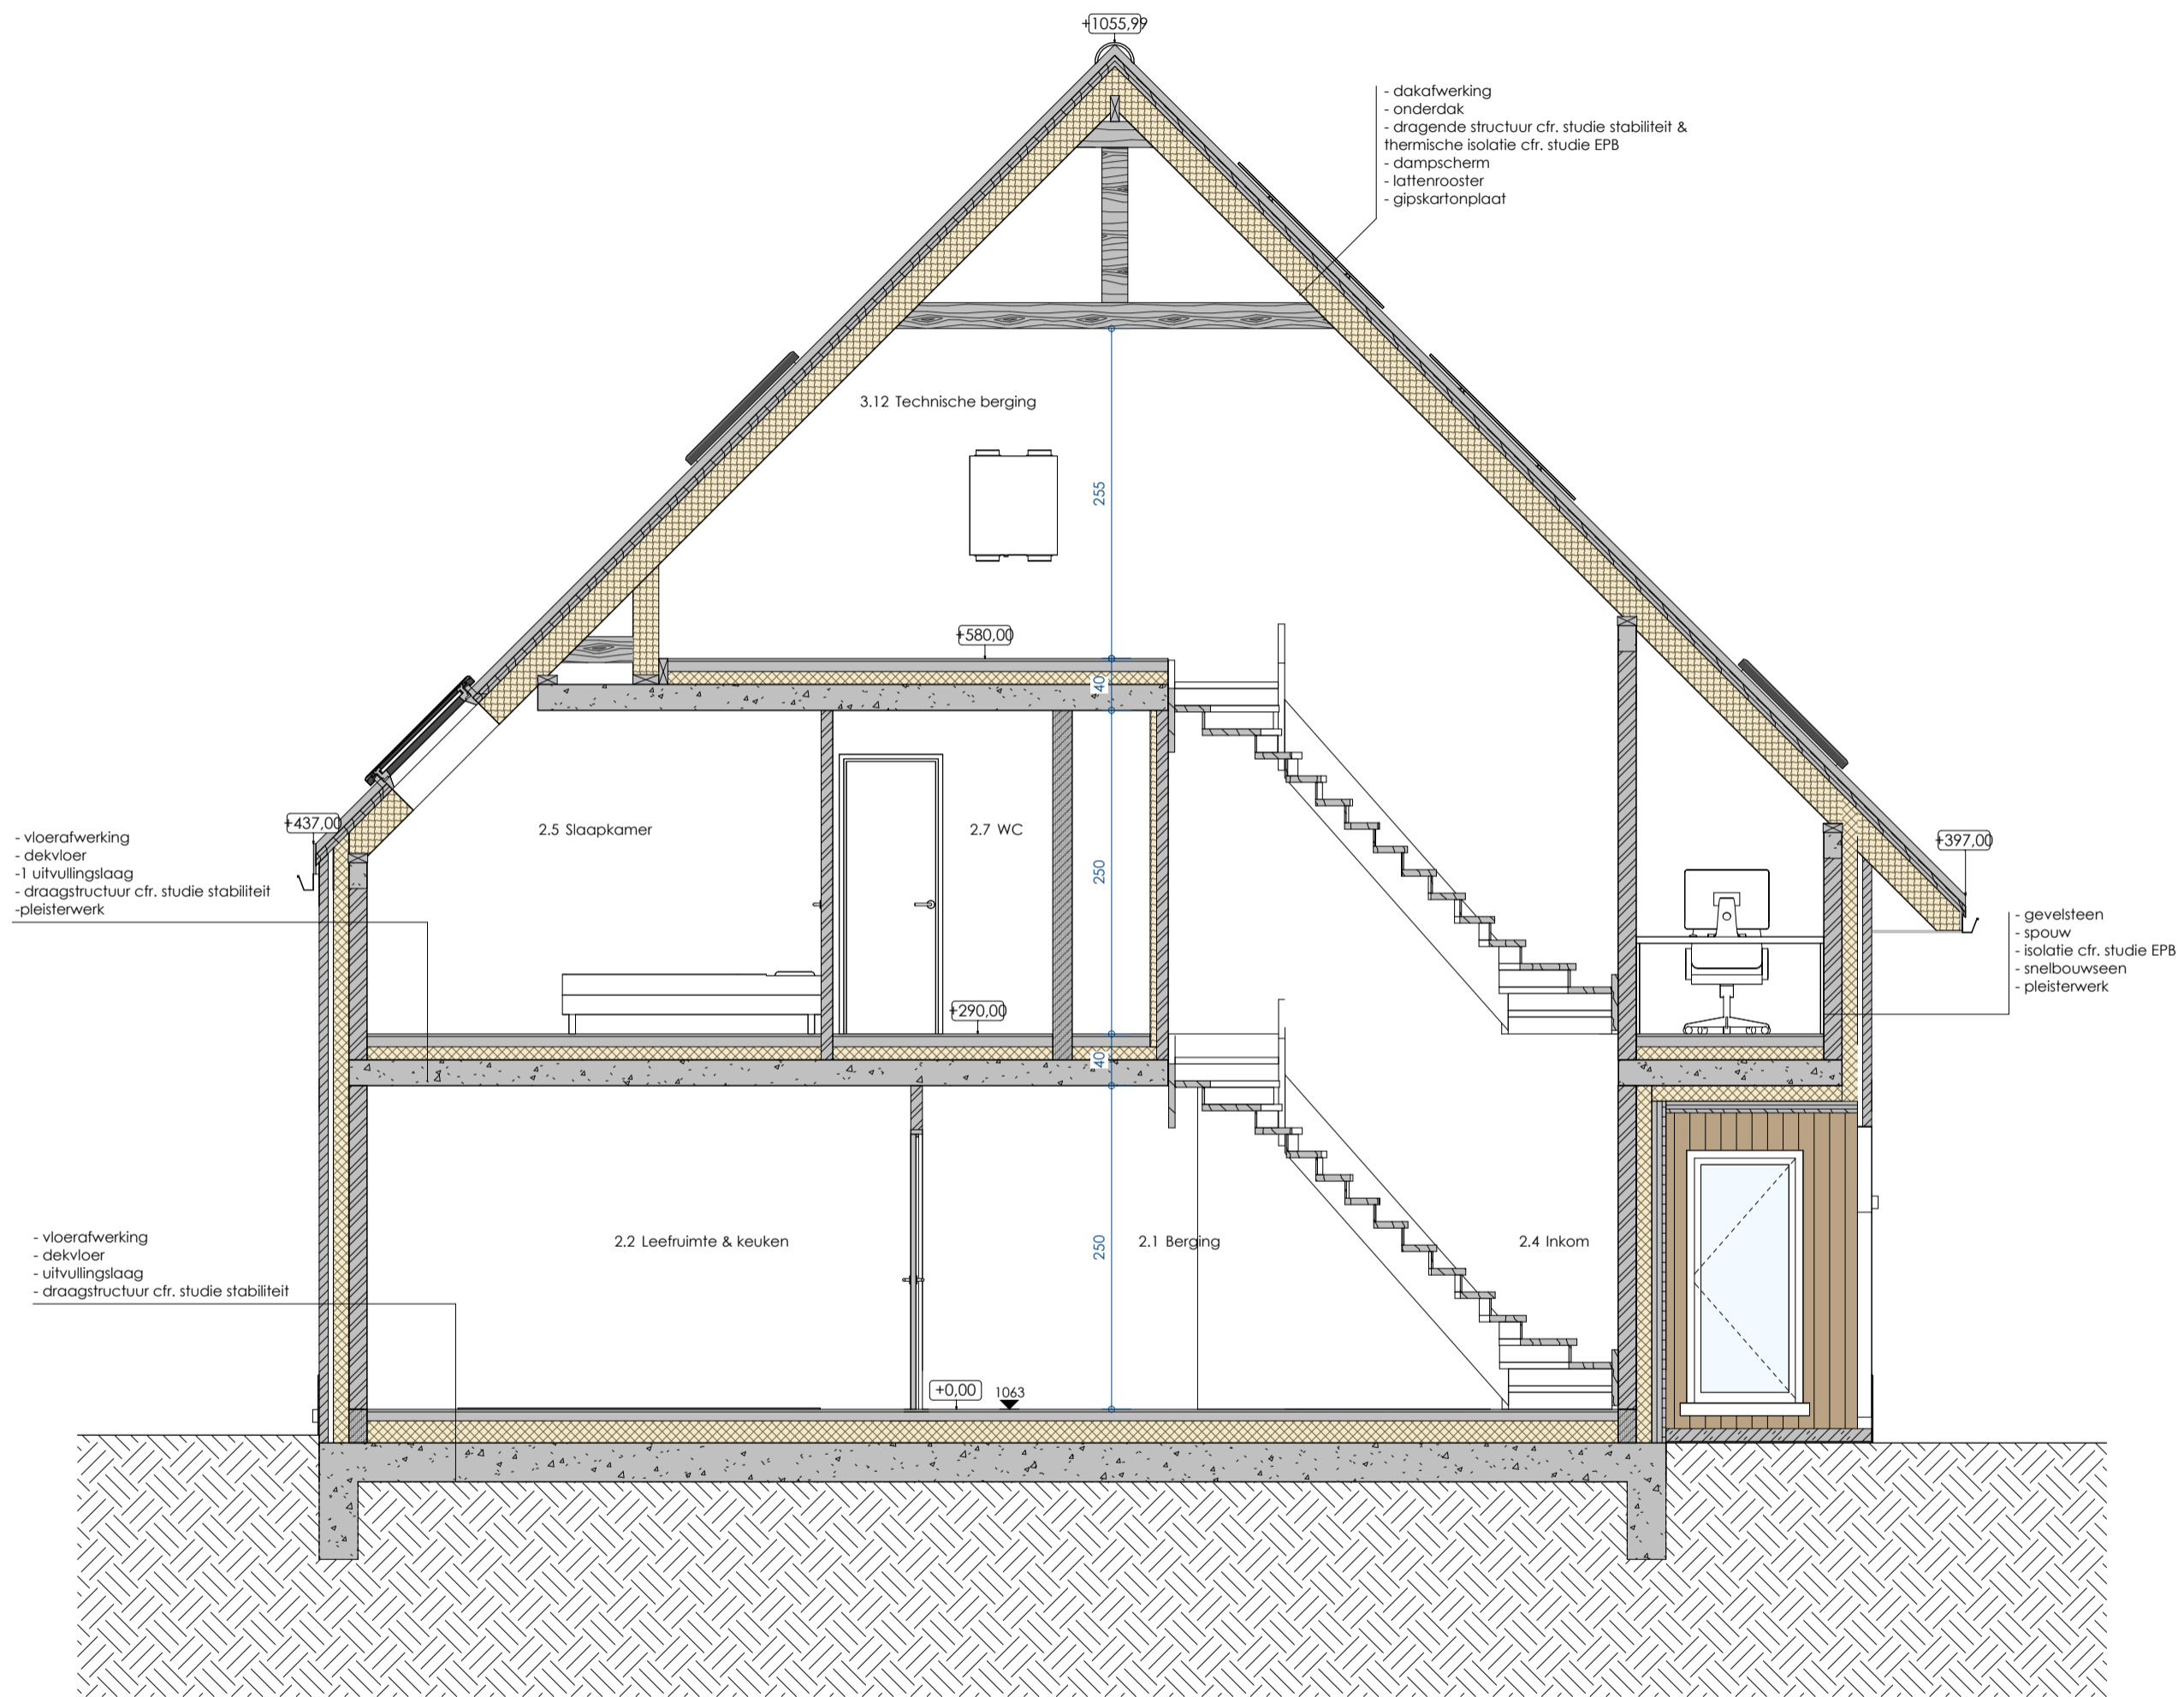 +1055,99
- dakafwerking
- onderdak
- dragende structuur cfr. studie stabiliteit &
thermische isolatie cfr. studie EPB
- dampscherm
- lattenrooster
- gipskartonplaat
3.12 Technische berging
255
+580,00
40
+437,00
- vloerafwerking
- dekvloer
-1 uitvullingslaag
- draagstructuur cfr. studie stabiliteit
-pleisterwerk
2.5 Slaapkamer
2.7 WC
250
+397,00
- gevelsteen
- spouw
- isolatie cfr. studie EPB
- snelbouwseen
- pleisterwerk
+290,00
40
- vloerafwerking
- dekvloer
- uitvullingslaag
- draagstructuur cfr. studie stabiliteit
2.2 Leefruimte & keuken
250
2.1 Berging
2.4 Inkom
+0,00
1063